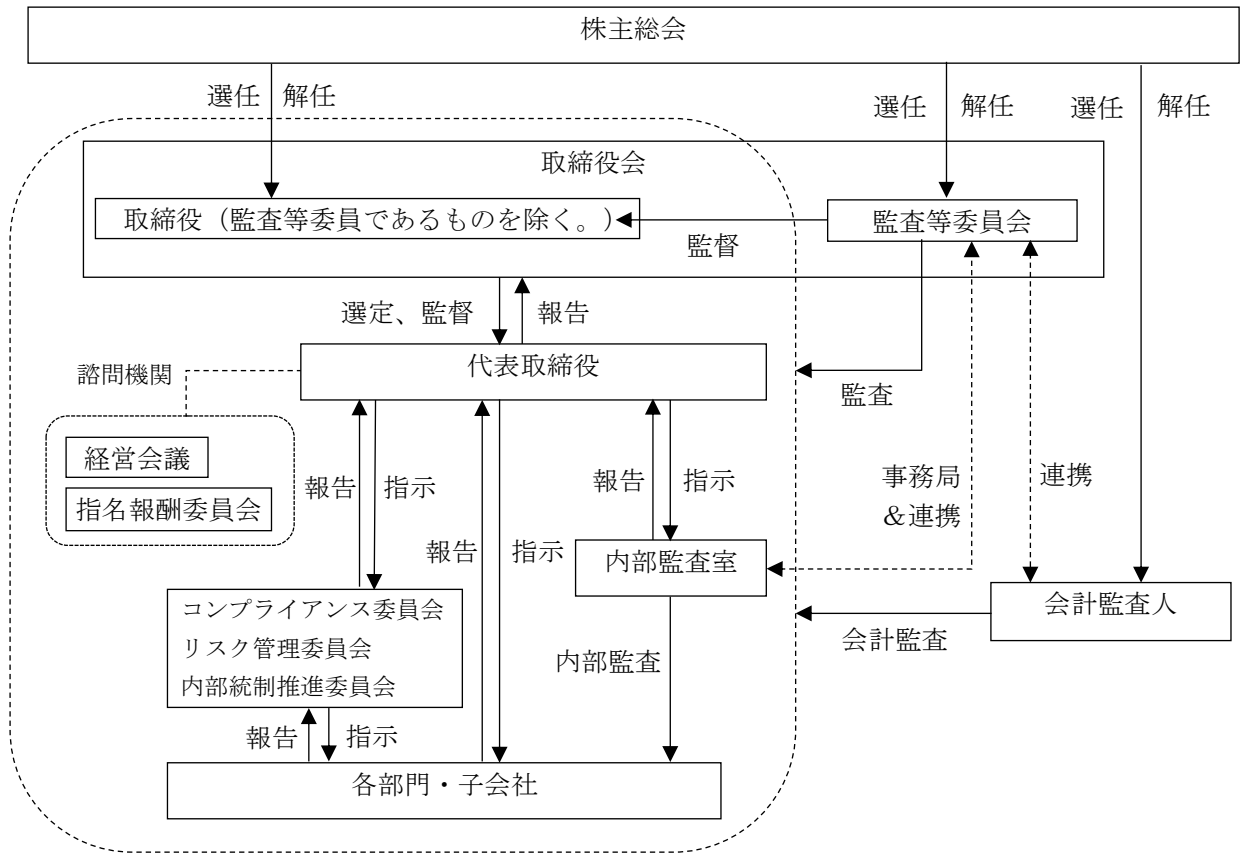 株主総会
選任 解任
選任 解任
選任 解任
取締役会
取締役（監査等委員であるものを除く。）
監査等委員会
監督
選定、監督
報告
代表取締役
諮問機関
監査
経営会議
指名報酬委員会
報告
指示
報告
指示
報告
指示
事務局
＆連携
連携
内部監査室
コンプライアンス委員会
リスク管理委員会
内部統制推進委員会
会計監査人
会計監査
内部監査
報告
指示
各部門・子会社